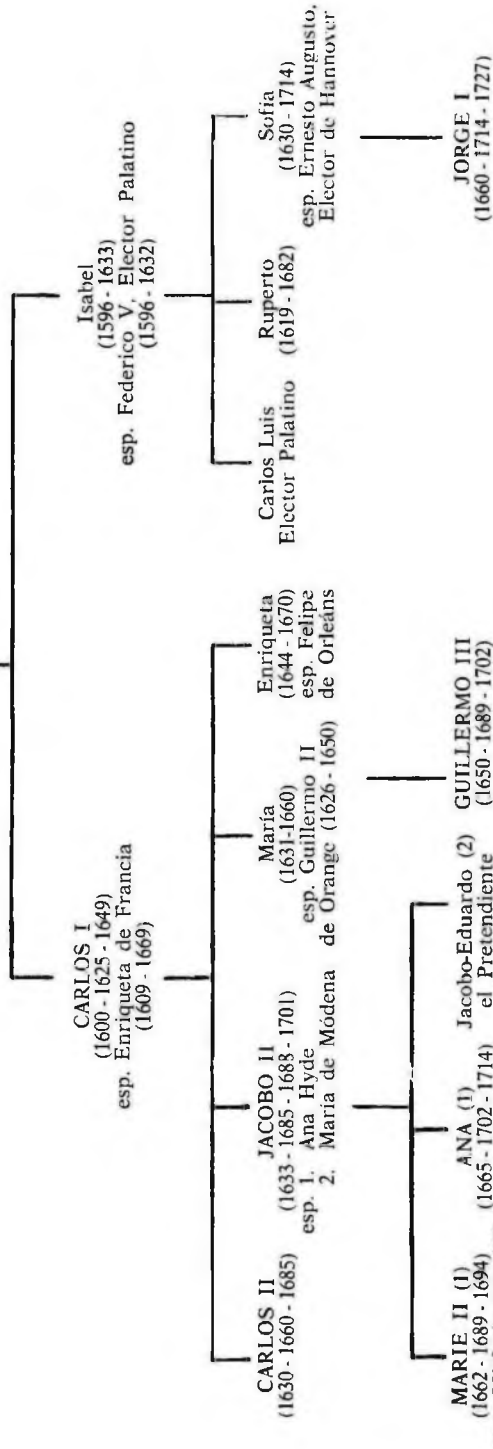 CARLOS I
(1600 - 1625 - 1649)
esp. Enriqueta de Francia
(1609 - 1669)
Isabel
(1596 - 1633)
esp. Federico V, Elector Palatino
(1596 - 1632)
CARLOS II
(1630 - 1660 - 1685)
JACOBO II
(1633 - 1685 - 1688 - 1701)
esp. 1. Ana Hyde
2. María de Módena
María
(1631-1660)
esp. Guillermo II
de Orange (1626 - 1650)
Enriqueta
(1644 - 1670)
esp. Felipe
de Orleáns
Carlos Luis
Elector Palatino
Ruperto
(1619 - 1682)
Sofía
(1630 - 1714)
esp. Ernesto Augusto,
Elector de Hannover
MARIE II (1)
(1662 - 1689 - 1694)
ANA (1)
(1665 - 1702 - 1714)
Jacobo-Eduardo (2)
el Pretendiente
GUILLERMO III
(1650 - 1689 - 1702)
JORGE I
(1660 - 1714 - 1727)